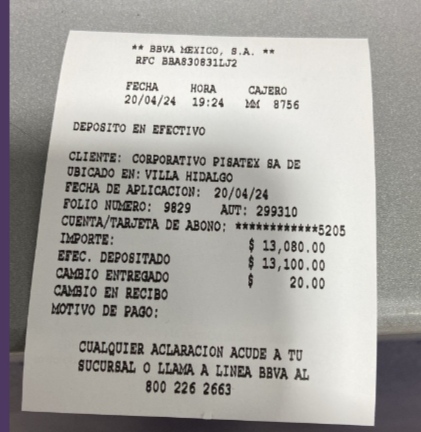 ** BBVA MEXICO, S.A. **
RFC BBA830831LJ2
FECHA HORA CAJERO
20/04/24 19:24 MM 8756
DEPOSITO EN EFECTIVO
CLIENTE: CORPORATIVO PISATEX SA DE
UBICADO EN: VILLA HIDALGO
FECHA DE APLICACION: 20/04/24
FOLIO NUMERO: 9829 AUT: 299310
CUENTA/TARJETA DE ABONO: ************5205
IMPORTE: $ 13,080.00
EFEC. DEPOSITADO $ 13,100.00
CAMBIO ENTREGADO $ 20.00
CAMBIO EN RECIBO
MOTIVO DE PAGO:
CUALQUIER ACLARACION ACUDE A TU
SUCURSAL O LLAMA A LINEA BBVA AL
800 226 2663